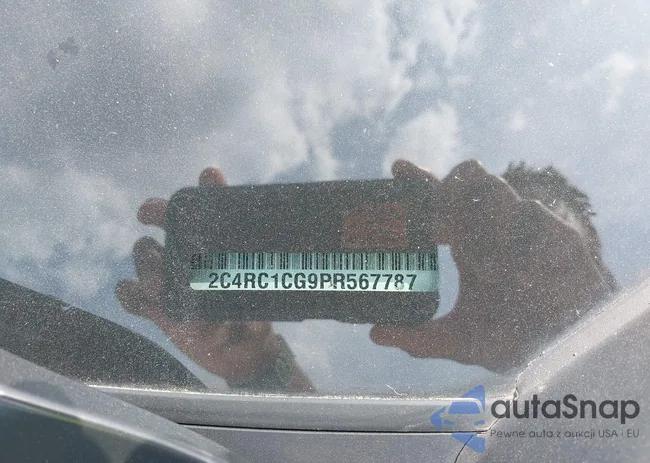 2C4RC1CG9PR567787
autaSnap
Pewne auta z aukcji USA i EU